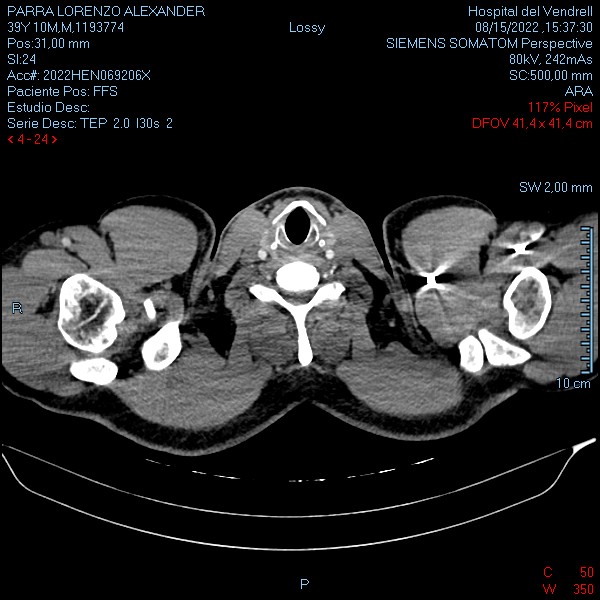 PARRA LORENZO ALEXANDER
39Y 10M,M,1193774
Pos:31,00 mm
SI:24
Acc#: 2022HEN069206X
Paciente Pos: FFS
Estudio Desc:
Serie Desc: TEP 2.0 I30s 2
< 4 - 24 >
Lossy
Hospital del Vendrell
08/15/2022 ,15:37:30
SIEMENS SOMATOM Perspective
80kV, 242mAs
SC:500,00 mm
ARA
117% Pixel
DFOV 41,4 x 41,4 cm
SW 2,00 mm
R
10 cm
P
C 50
W 350